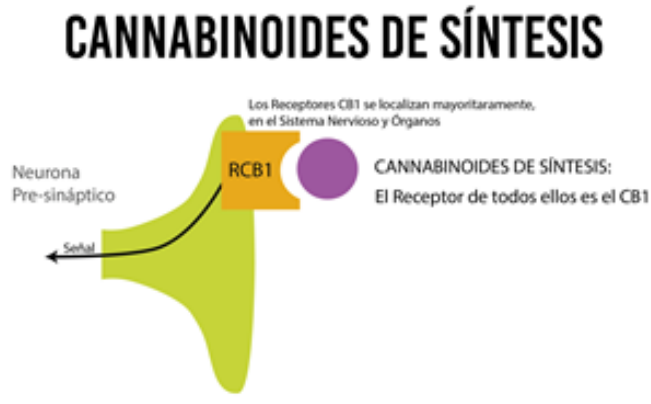 CANNABINOIDES DE SÍNTESIS
Los Receptores CB1 se localizan mayoritaramente,
en el Sistema Nervioso y Órganos
RCB1
CANNABINOIDES DE SÍNTESIS:
El Receptor de todos ellos es el CB1
Neurona
Pre-sináptico
Señal